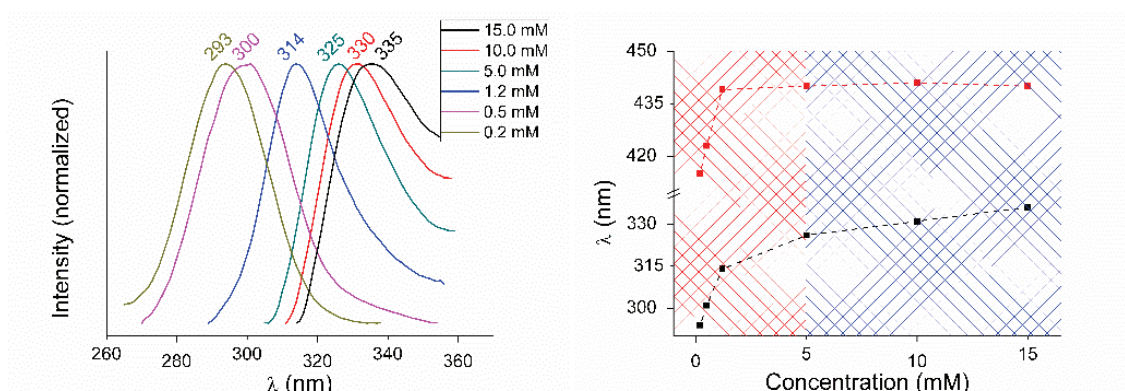 293
300
314
325
330
335
15.0 mM
10.0 mM
5.0 mM
1.2 mM
0.5 mM
0.2 mM
Intensity (normalized)
260
280
300
320
340
360
λ (nm)
450
435
420
330
315
300
λ (nm)
0
5
10
15
Concentration (mM)